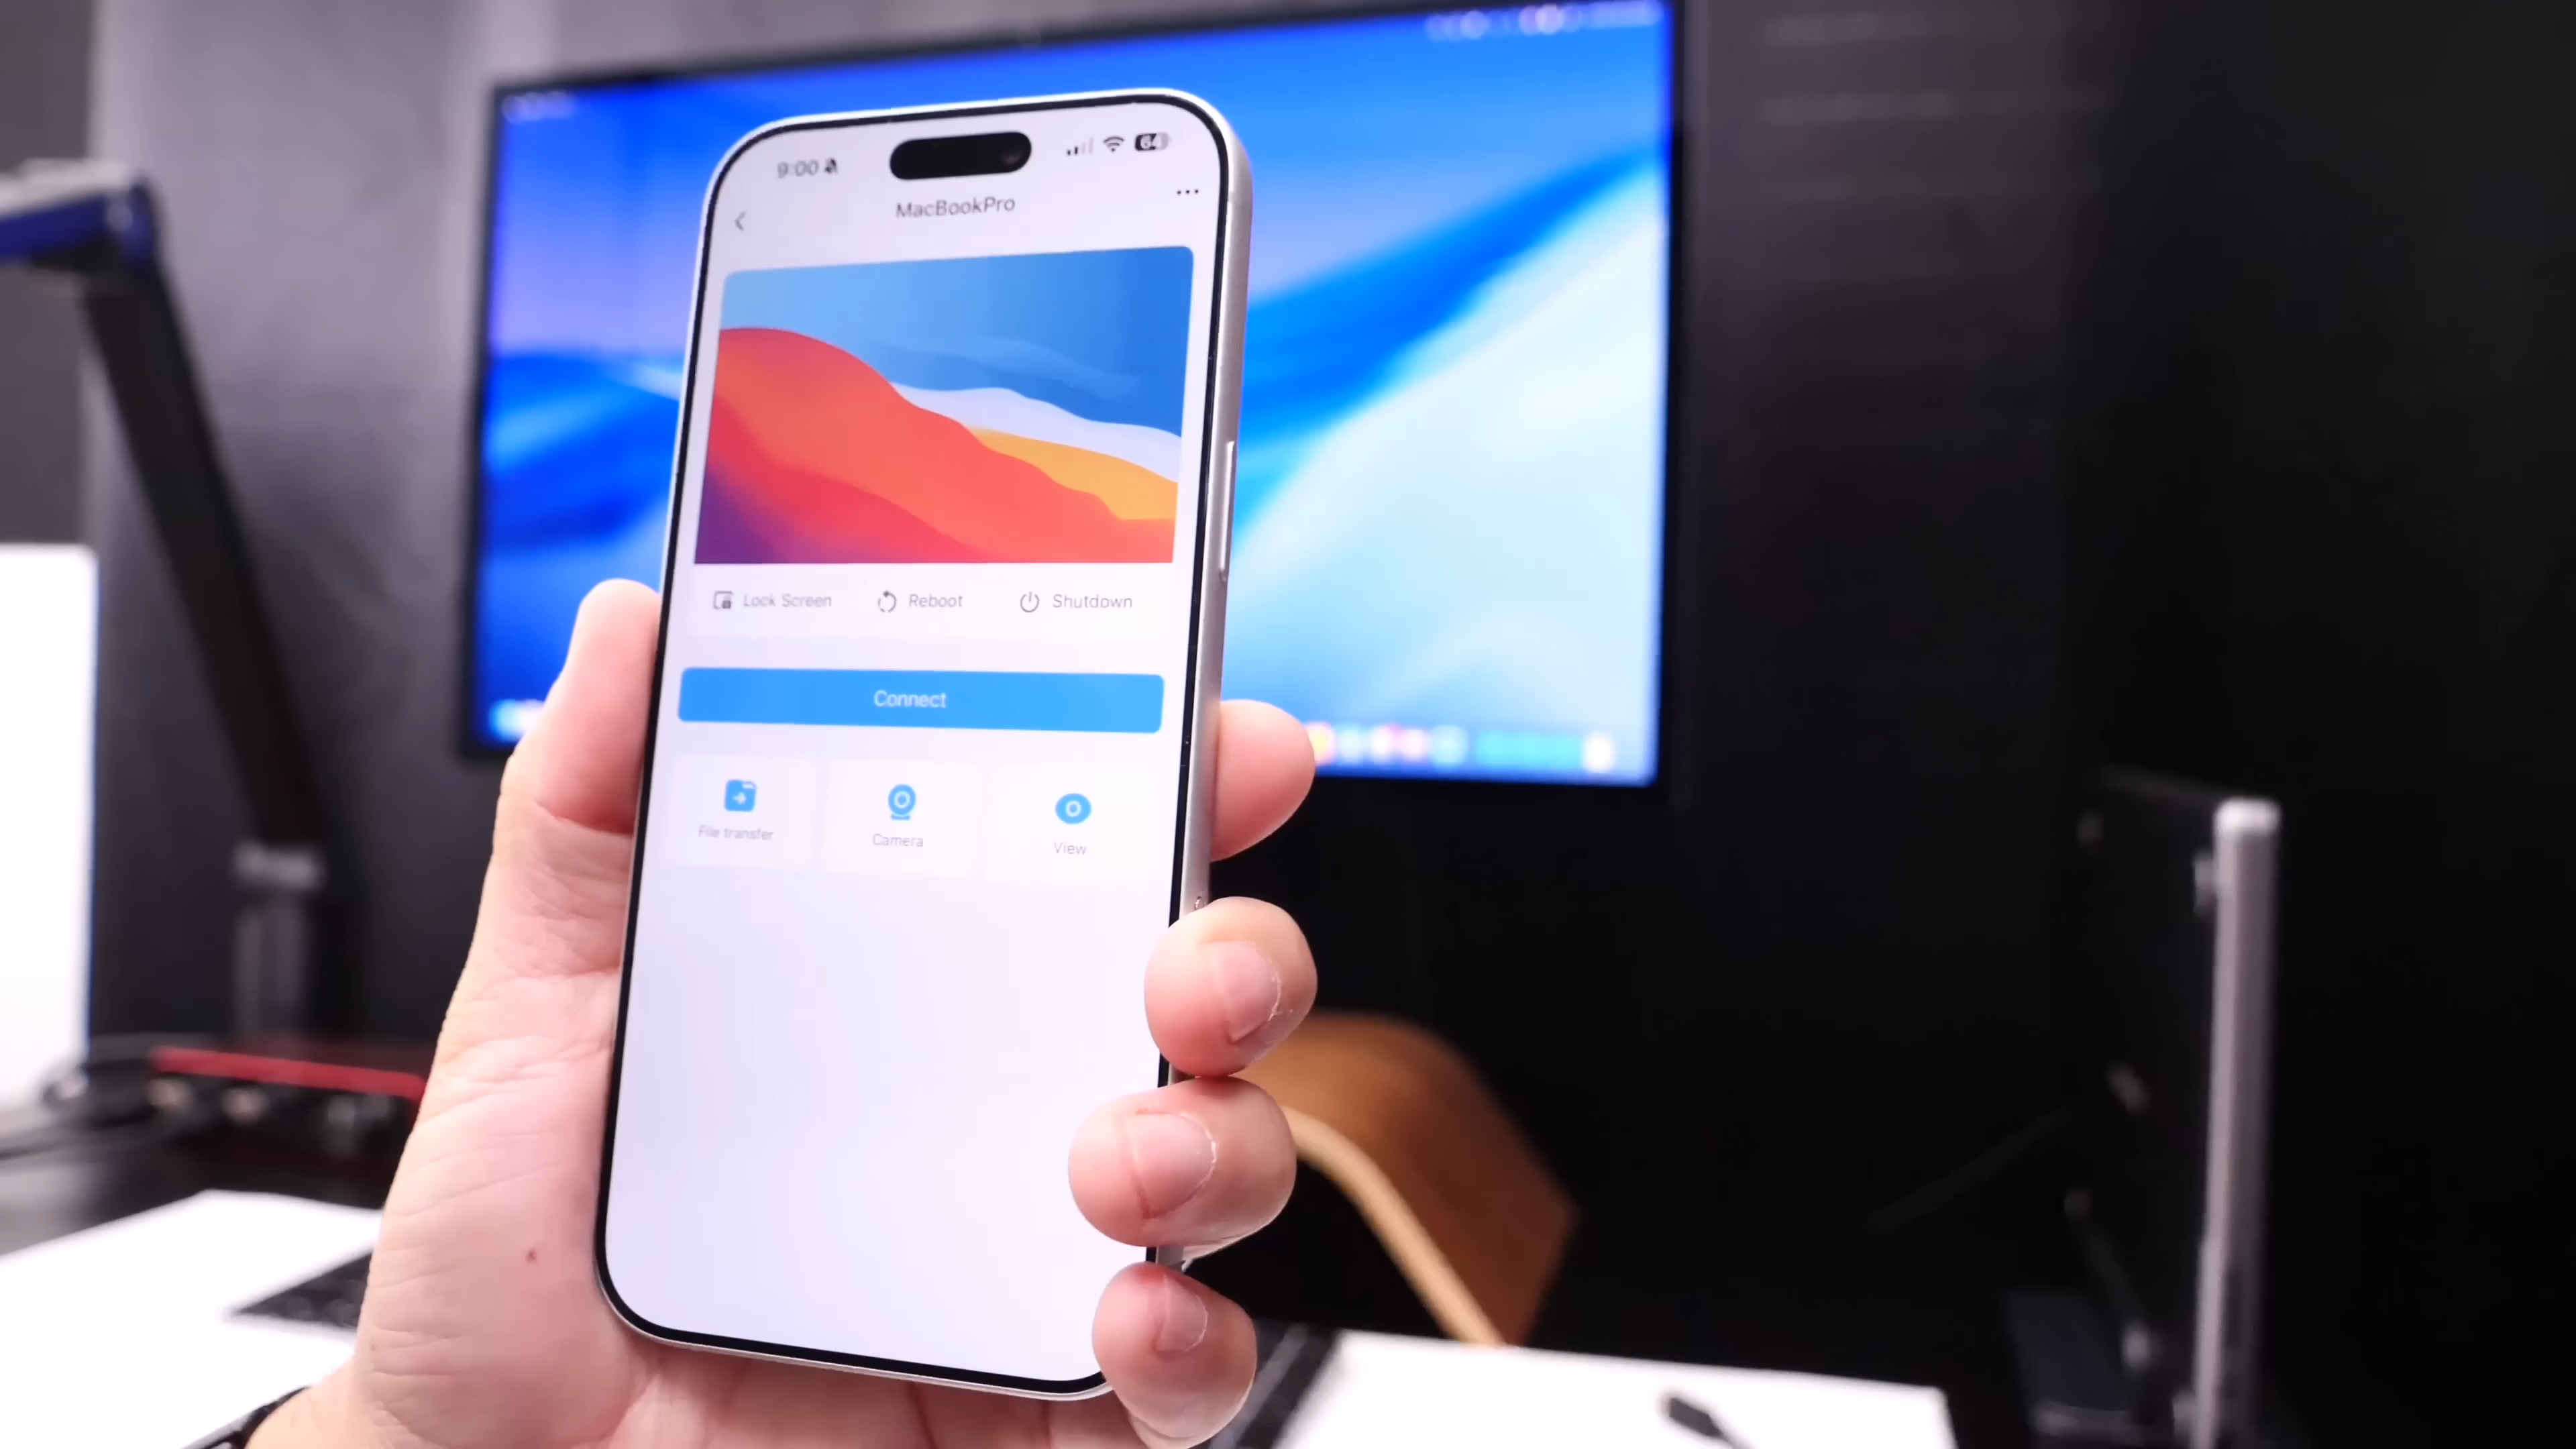 9:00
64
MacBookPro
Lock Screen Reboot Shutdown
Connect
File transfer Camera View